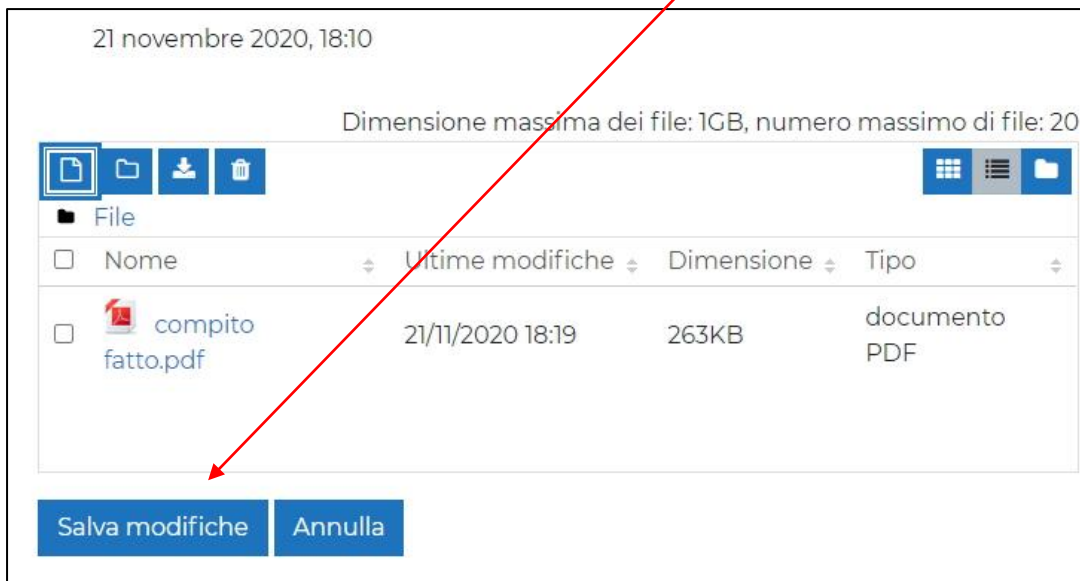 21 novembre 2020, 18:10
Dimensione massima dei file: 1GB, numero massimo di file: 20
File
Nome Ultime modifiche Dimensione Tipo
compito fatto.pdf 21/11/2020 18:19 263KB documento PDF
Salva modifiche Annulla